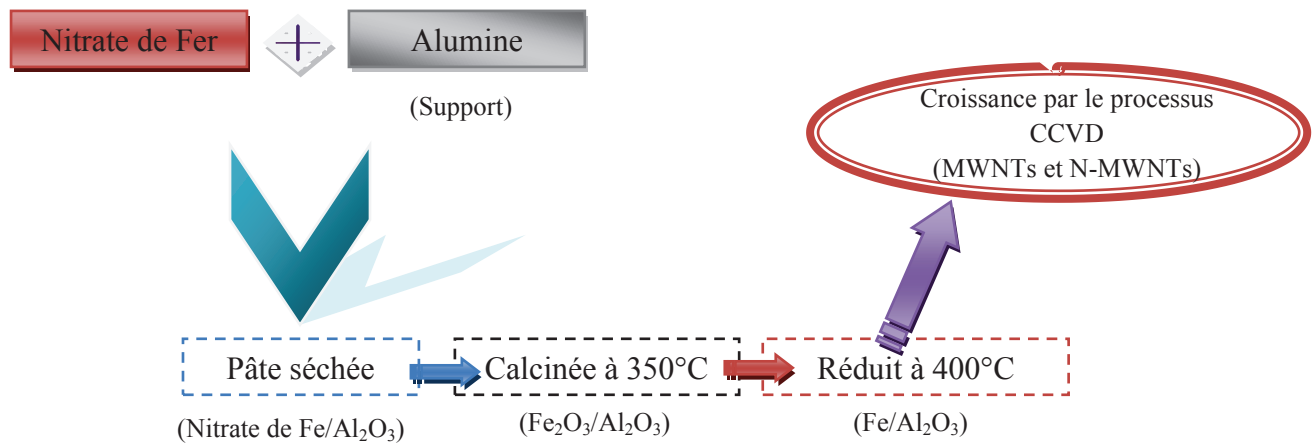 Nitrate de Fer
+
Alumine
(Support)
Croissance par le processus
CCVD
(MWNTs et N-MWNTs)
Pâte séchée
Calcinée à 350°C
Réduit à 400°C
(Nitrate de Fe/Al₂O₃)
(Fe₂O₃/Al₂O₃)
(Fe/Al₂O₃)